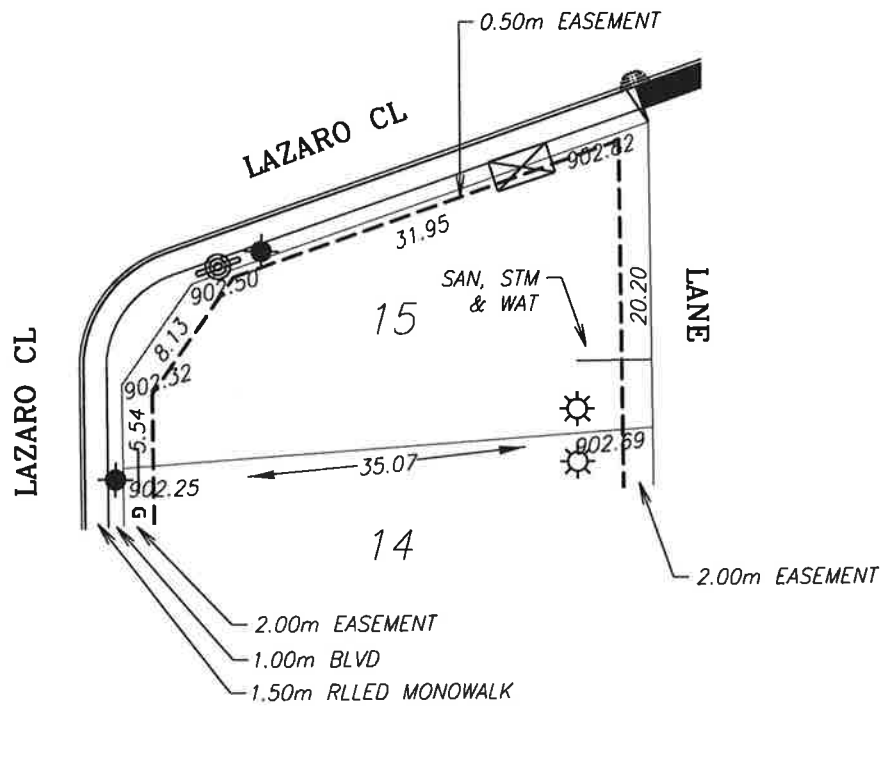 0.50m EASEMENT
LAZARO CL
902.82
31.95
902.50
SAN, STM
& WAT
20.20
LANE
15
8.13
902.32
LAZARO CL
5.54
902.69
35.07
902.25
G
14
2.00m EASEMENT
2.00m EASEMENT
1.00m BLVD
1.50m RLLED MONOWALK